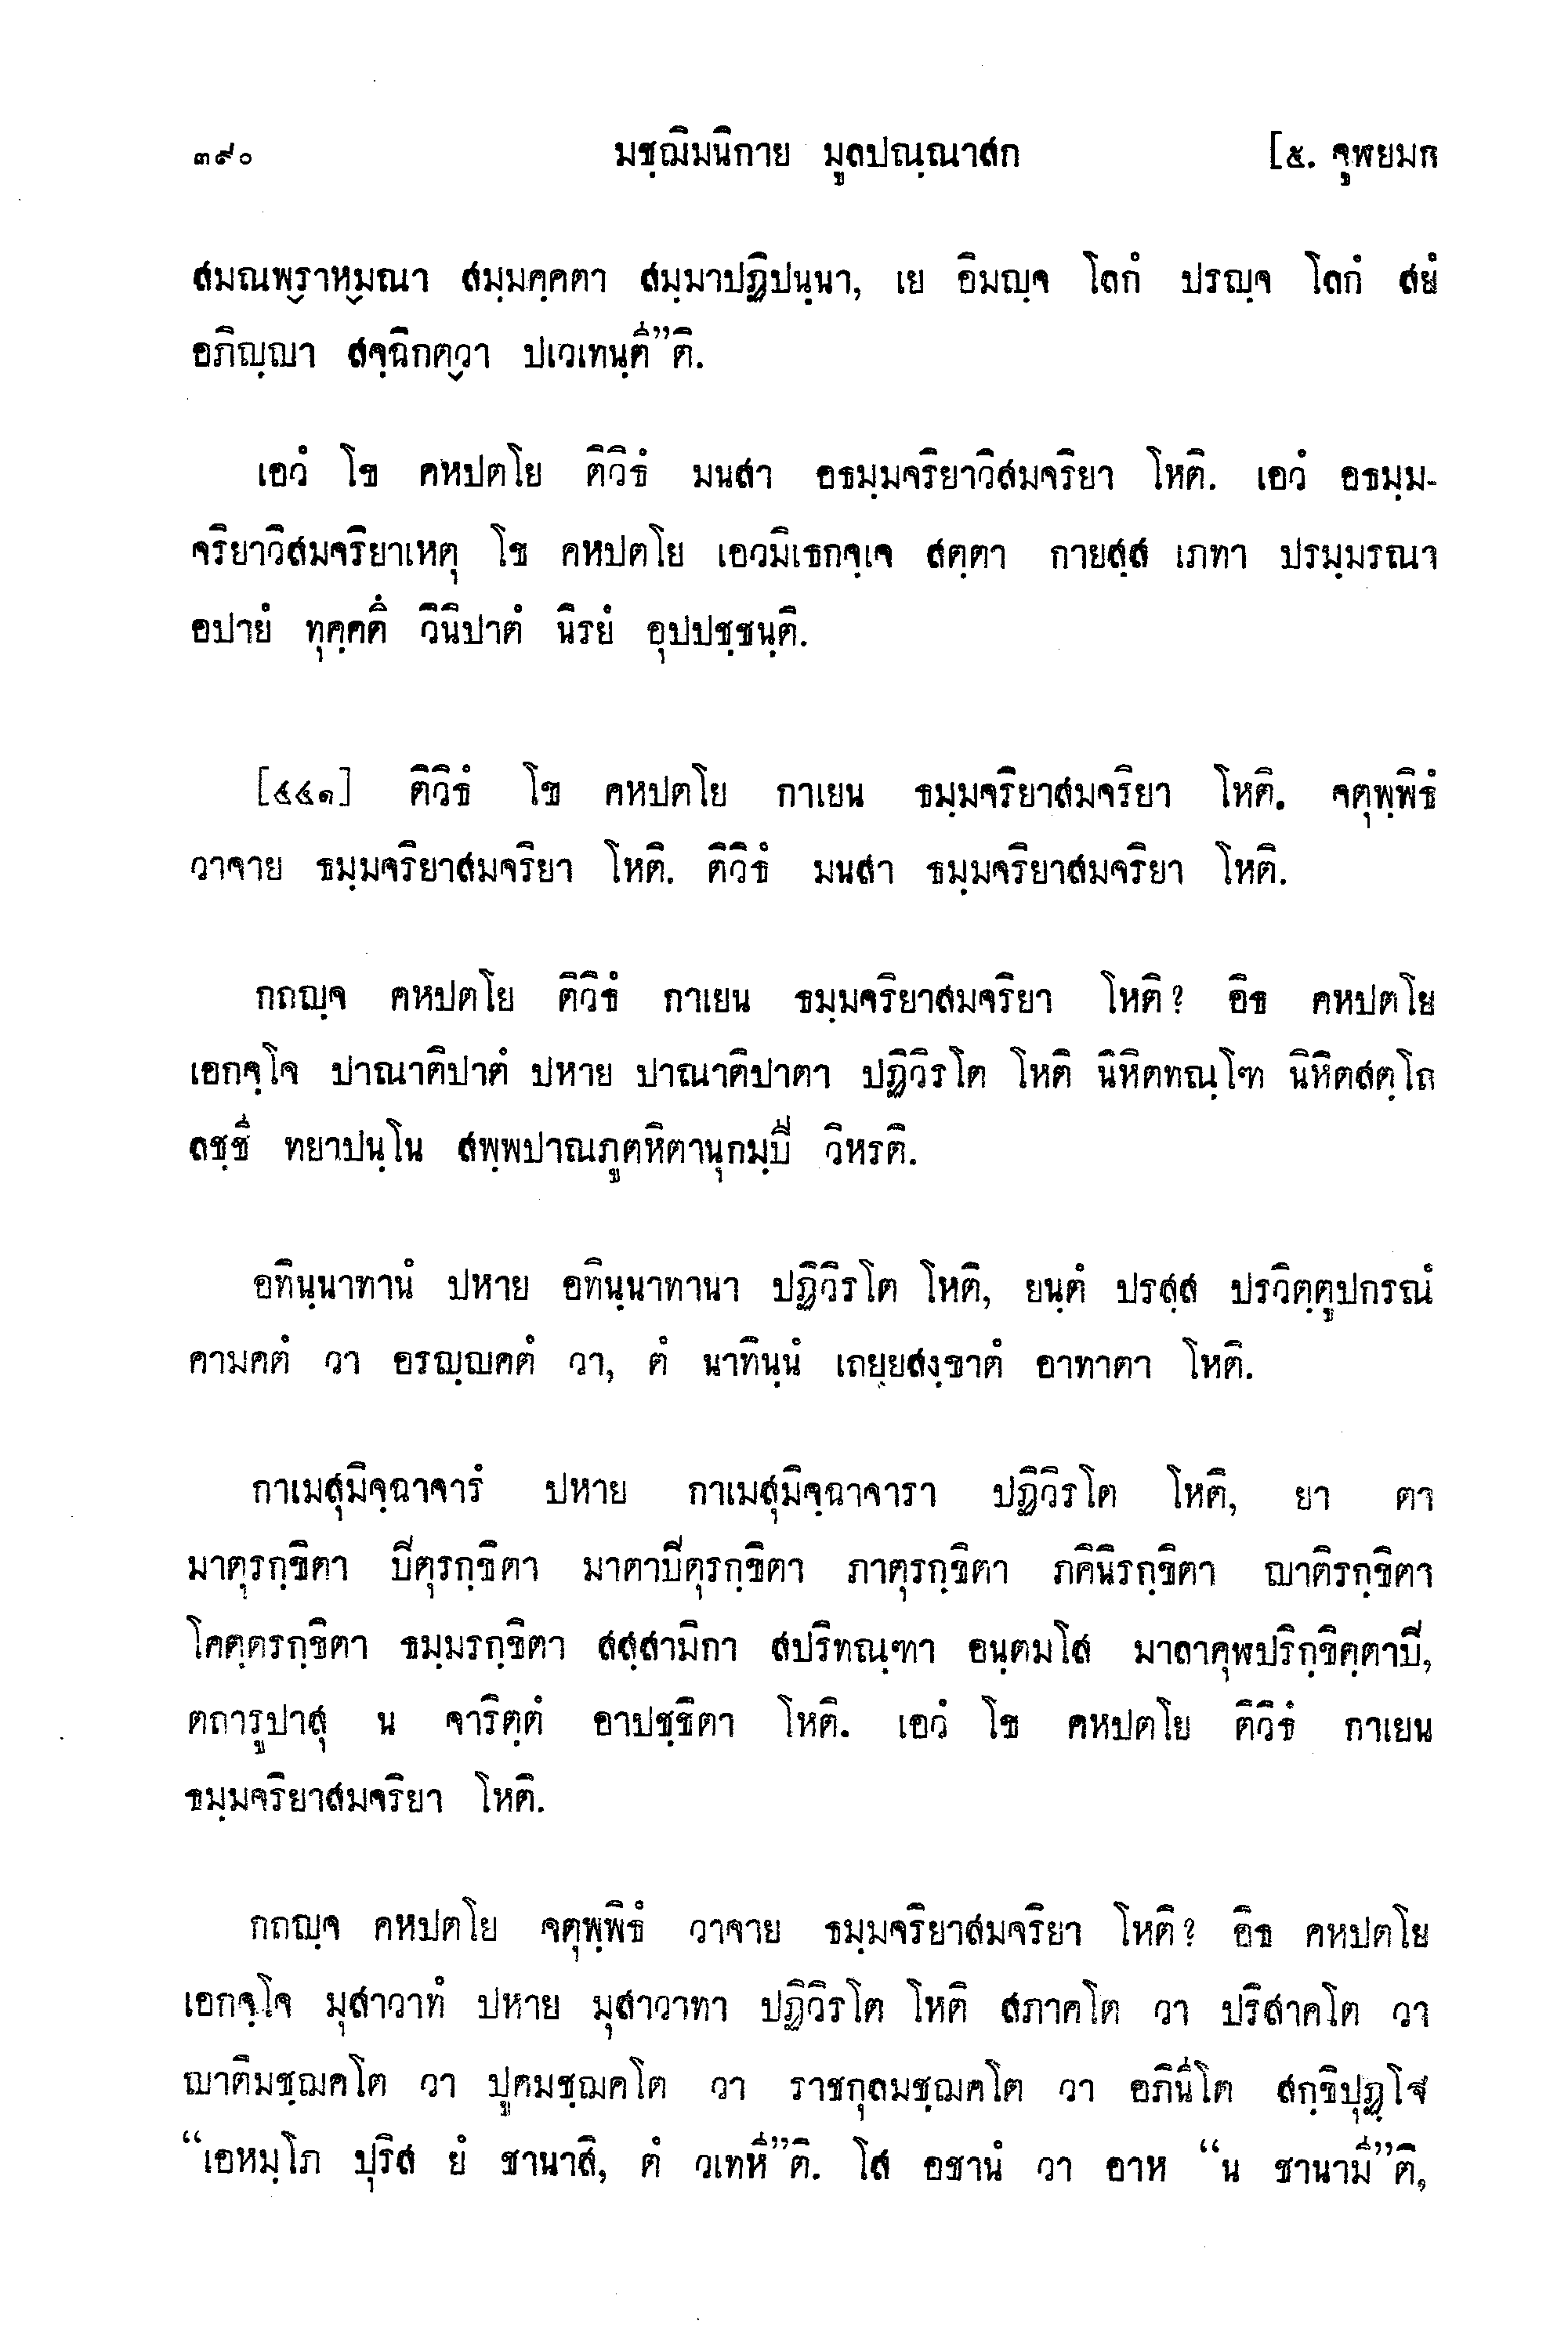 ๓๙๐ มชฺฌิมนิกาย มูลปณฺณาสก [๕. จูฬยมก
สมณพฺราหฺมณา สมฺมคฺคตา สมฺมาปฏิปนฺนา, เย อิมญฺจ โลกํ ปรญฺจ โลกํ สยํ
อภิญฺญา สจฺฉิกตฺวา ปเวเทนฺตี”ติ.
เอวํ โข คหปตโย ติวิธํ มนสา อธมฺมจริยาวิสมจริยา โหติ. เอวํ อธมฺม-
จริยาวิสมจริยาเหตุ โข คหปตโย เอวมิเธกจฺเจ สตฺตา กายสฺส เภทา ปรมฺมรณา
อปายํ ทุคฺคตึ วินิปาตํ นิรยํ อุปปชฺชนฺติ.
[๔๔๑] ติวิธํ โข คหปตโย กาเยน ธมฺมจริยาสมจริยา โหติ. จตุพฺพิธํ
วาจาย ธมฺมจริยาสมจริยา โหติ. ติวิธํ มนสา ธมฺมจริยาสมจริยา โหติ.
กถญฺจ คหปตโย ติวิธํ กาเยน ธมฺมจริยาสมจริยา โหติ? อิธ คหปตโย
เอกจฺโจ ปาณาติปาตํ ปหาย ปาณาติปาตา ปฏิวิรโต โหติ นิหิตทณฺโฑ นิหิตสตฺโถ
ลชฺชี ทยาปนฺโน สพฺพปาณภูตหิตานุกมฺปี วิหรติ.
อทินฺนาทานํ ปหาย อทินฺนาทานา ปฏิวิรโต โหติ, ยนฺตํ ปรสฺส ปรวิตฺตูปกรณํ
คามคตํ วา อรญฺญคตํ วา, ตํ นาทินฺนํ เถยฺยสงฺขาตํ อาทาตา โหติ.
กาเมสุมิจฺฉาจารํ ปหาย กาเมสุมิจฺฉาจารา ปฏิวิรโต โหติ, ยา ตา
มาตุรกฺขิตา ปิตุรกฺขิตา มาตาปิตุรกฺขิตา ภาตุรกฺขิตา ภคินิรกฺขิตา ญาติรกฺขิตา
โคตฺตรกฺขิตา ธมฺมรกฺขิตา สสฺสามิกา สปริทณฺฑา อนฺตมโส มาลาคุฬปริกฺขิตฺตาปิ,
ตถารูปาสุ น จาริตฺตํ อาปชฺชิตา โหติ. เอวํ โข คหปตโย ติวิธํ กาเยน
ธมฺมจริยาสมจริยา โหติ.
กถญฺจ คหปตโย จตุพฺพิธํ วาจาย ธมฺมจริยาสมจริยา โหติ? อิธ คหปตโย
เอกจฺโจ มุสาวาทํ ปหาย มุสาวาทา ปฏิวิรโต โหติ สภาคโต วา ปริสาคโต วา
ญาติมชฺฌคโต วา ปูคมชฺฌคโต วา ราชกุลมชฺฌคโต วา อภินีโต สกฺขิปุฏฺโฐ
“เอหมฺโภ ปุริส ยํ ชานาสิ, ตํ วเทหี”ติ. โส อชานํ วา อาห “น ชานามี”ติ,